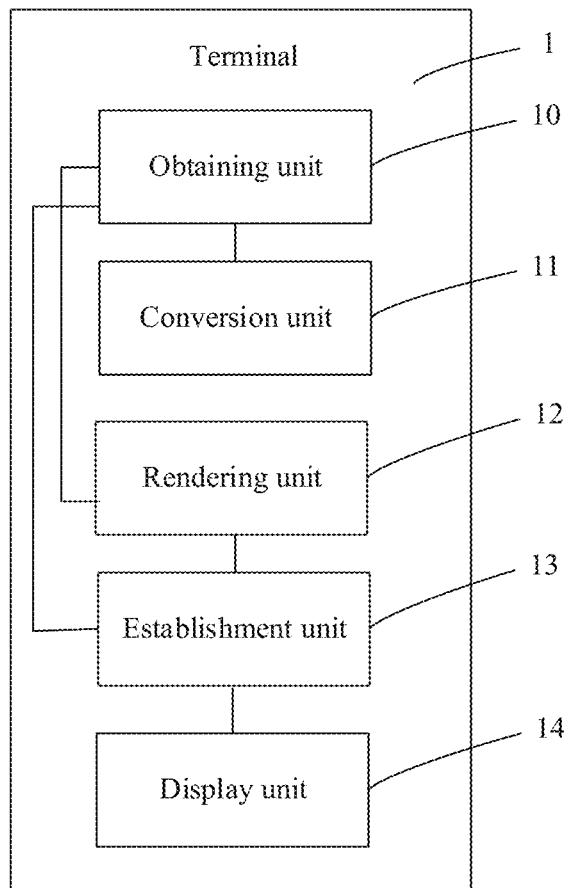 Terminal
1
Obtaining unit
10
Conversion unit
11
Rendering unit
12
Establishment unit
13
Display unit
14